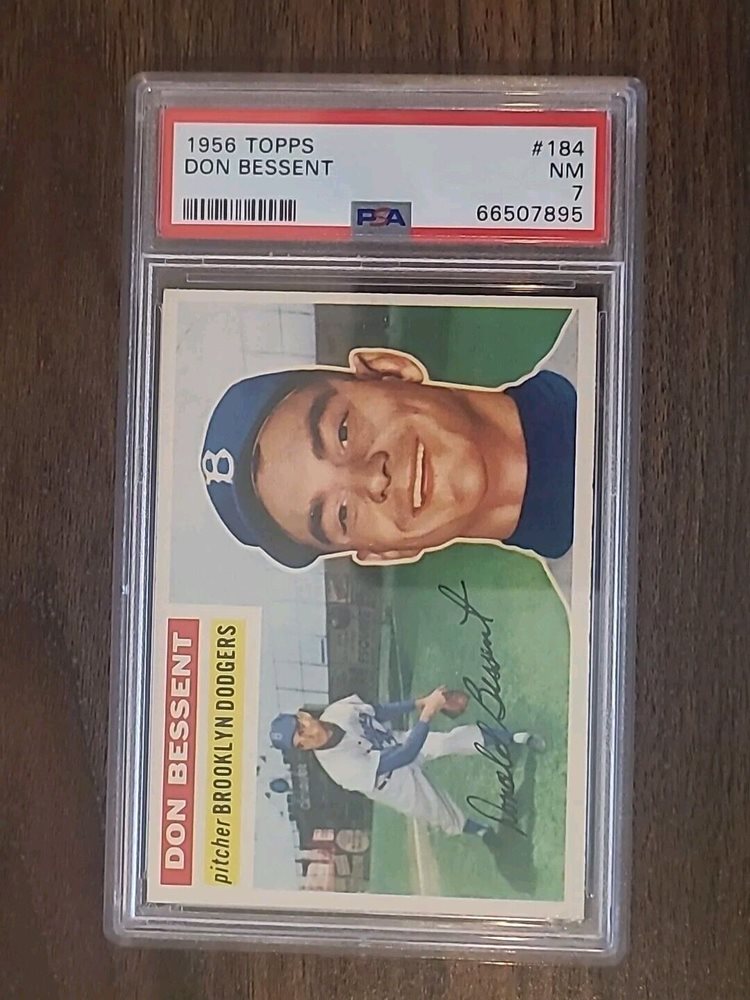 1956 TOPPS
DON BESSENT
#184
NM
7
PSA
66507895
B
DON BESSENT
pitcher BROOKLYN DODGERS
Donald Bessent